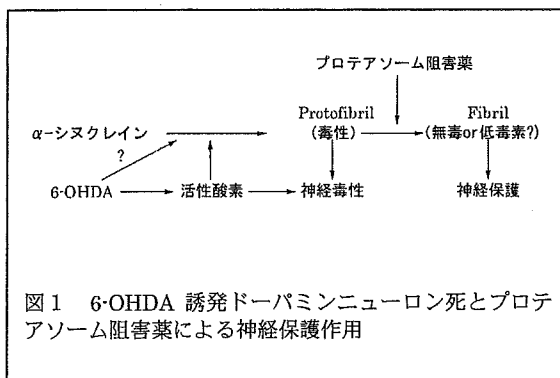 プロテアソーム阻害薬
Protofibril Fibril
α-シヌクレイン (毒性) (無毒or低毒素?)
?
6-OHDA 活性酸素 神経毒性 神経保護
図1 6-OHDA 誘発ドーパミンニューロン死とプロテ
アソーム阻害薬による神経保護作用